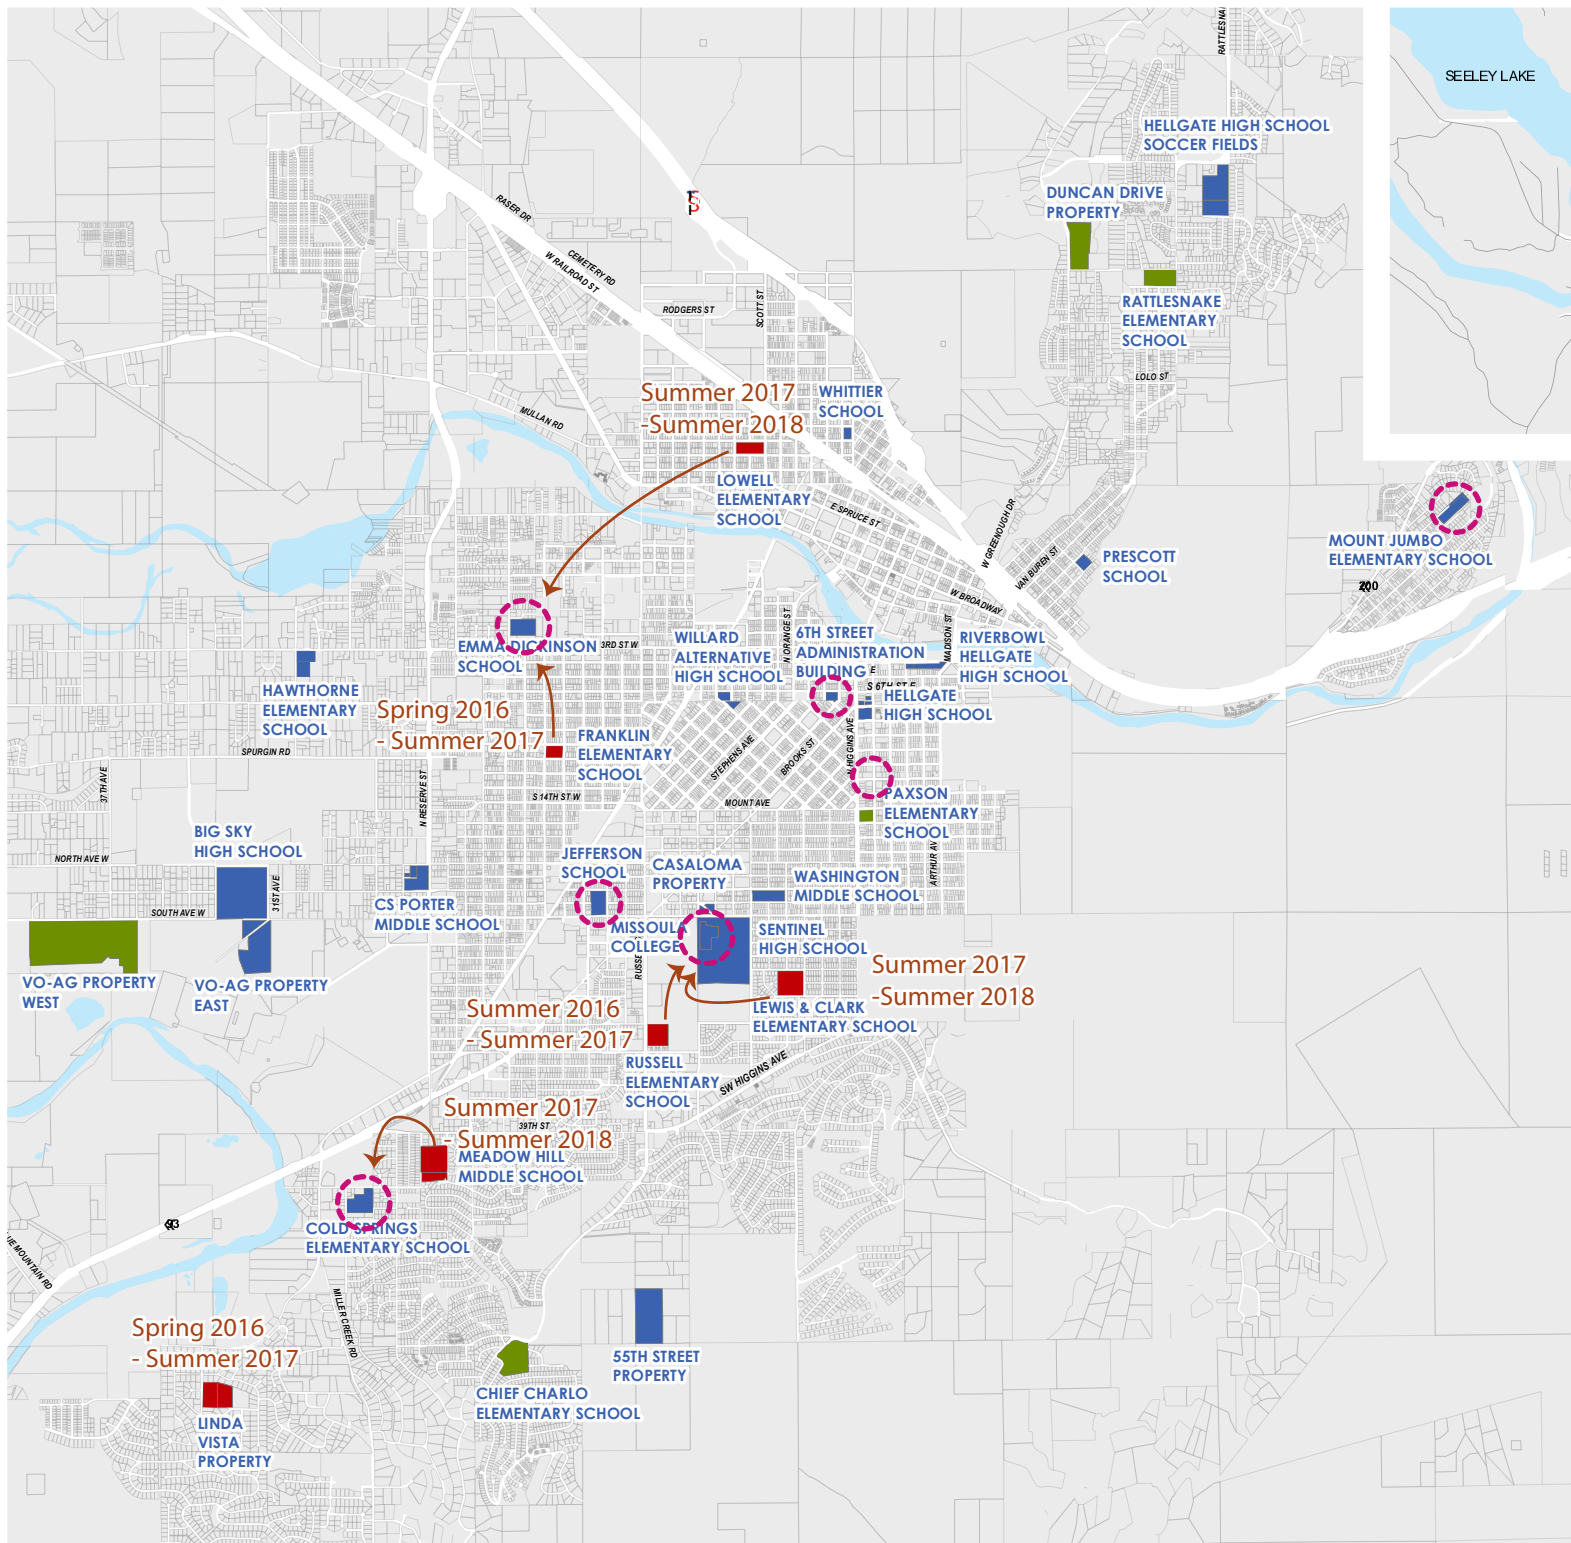 SEELEY LAKE
RATTLESNA
HELLGATE HIGH SCHOOL
SOCCER FIELDS
DUNCAN DRIVE
PROPERTY
RASER DR
CEMETERY RD
W RAILROAD ST
RODGERS ST
SCOTT ST
RATTLESNAKE
ELEMENTARY
SCHOOL
LOLO ST
Summer 2017
-Summer 2018
WHITTIER
SCHOOL
MULLAN RD
LOWELL
ELEMENTARY
SCHOOL
E SPRUCE ST
W GREENOUGH DR
VAN BUREN ST
W BROADWAY
PRESCOTT
SCHOOL
MOUNT JUMBO
ELEMENTARY SCHOOL
200
EMMA DICKINSON
SCHOOL
3RD ST W
WILLARD
ALTERNATIVE
HIGH SCHOOL
N ORANGE ST
6TH STREET
ADMINISTRATION
BUILDING
MADISON ST
RIVERBOWL
HELLGATE
HIGH SCHOOL
E
S 6TH ST E
HELLGATE
HIGH SCHOOL
HAWTHORNE
ELEMENTARY
SCHOOL
Spring 2016
- Summer 2017
FRANKLIN
ELEMENTARY
SCHOOL
SPURGIN RD
37TH AVE
N RESERVE ST
S 14TH ST W
STEPHENS AVE
BROOKS ST
N HIGGINS AVE
MOUNT AVE
PAXSON
ELEMENTARY
SCHOOL
ARTHUR AV
BIG SKY
HIGH SCHOOL
NORTH AVE W
31ST AVE
SOUTH AVE W
CS PORTER
MIDDLE SCHOOL
JEFFERSON
SCHOOL
CASALOMA
PROPERTY
WASHINGTON
MIDDLE SCHOOL
MISSOULA
COLLEGE
RUSSE
SENTINEL
HIGH SCHOOL
VO-AG PROPERTY
WEST
VO-AG PROPERTY
EAST
Summer 2017
-Summer 2018
Summer 2016
- Summer 2017
LEWIS & CLARK
ELEMENTARY SCHOOL
RUSSELL
ELEMENTARY
SCHOOL
SW HIGGINS AVE
Summer 2017
- Summer 2018
39TH ST
MEADOW HILL
MIDDLE SCHOOL
COLD SPRINGS
ELEMENTARY SCHOOL
93
UE MOUNTAIN RD
MILLER CREEK RD
Spring 2016
- Summer 2017
LINDA
VISTA
PROPERTY
CHIEF CHARLO
ELEMENTARY SCHOOL
55TH STREET
PROPERTY